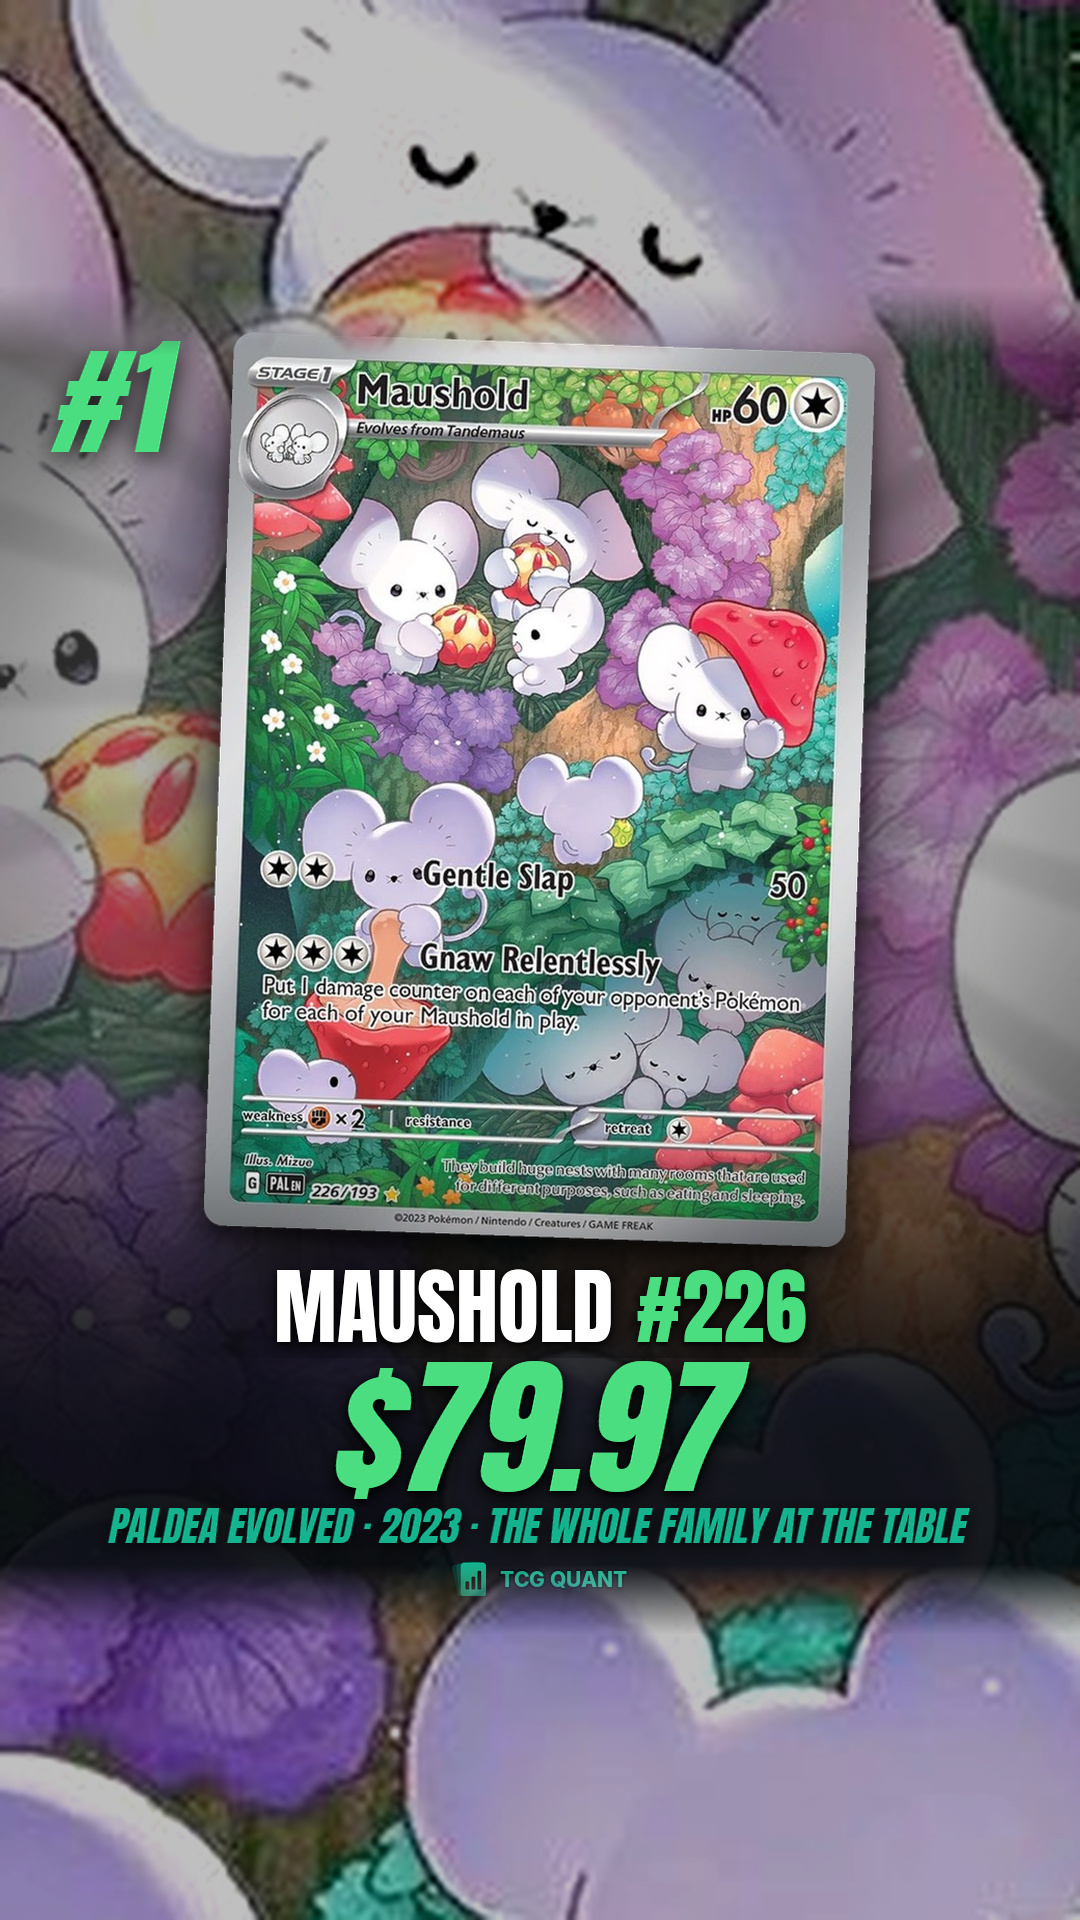 #1
STAGE 1
Maushold
HP 60
Evolves from Tandemaus
Gentle Slap 50
Gnaw Relentlessly
Put 1 damage counter on each of your opponent's Pokémon
for each of your Maushold in play.
weakness ×2 resistance retreat
Illus. Mizue
They build huge nests with many rooms that are used
for different purposes, such as eating and sleeping.
G PAL EN 226/193
©2023 Pokémon / Nintendo / Creatures / GAME FREAK
MAUSHOLD #226
$79.97
PALDEA EVOLVED · 2023 · THE WHOLE FAMILY AT THE TABLE
TCG QUANT